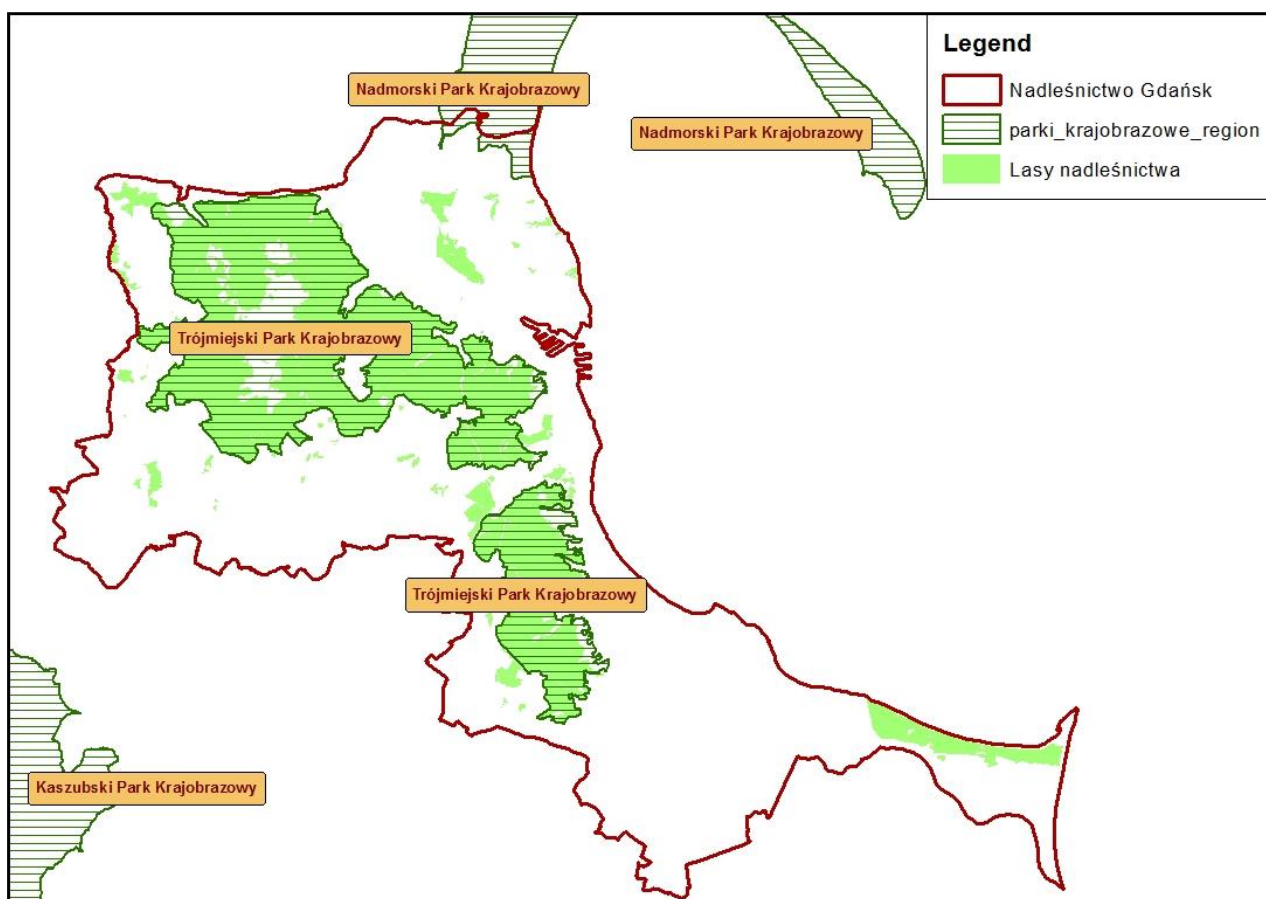 Legend
Nadleśnictwo Gdańsk
parki_krajobrazowe_region
Lasy nadleśnictwa
Nadmorski Park Krajobrazowy
Nadmorski Park Krajobrazowy
Trójmiejski Park Krajobrazowy
Trójmiejski Park Krajobrazowy
Kaszubski Park Krajobrazowy